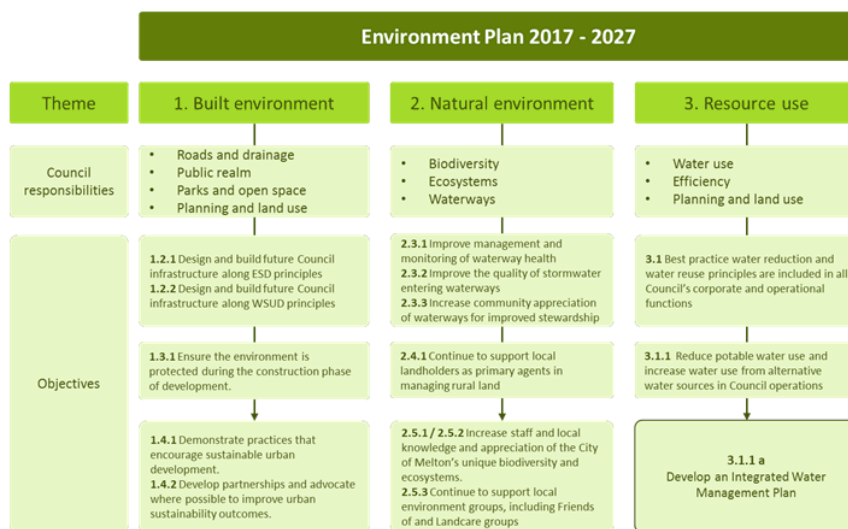 Environment Plan 2017 - 2027
Theme
1. Built environment
2. Natural environment
3. Resource use
Council
responsibilities
• Roads and drainage
• Public realm
• Parks and open space
• Planning and land use
• Biodiversity
• Ecosystems
• Waterways
• Water use
• Efficiency
• Planning and land use
Objectives
1.2.1 Design and build future Council
infrastructure along ESD principles
1.2.2 Design and build future Council
infrastructure along WSUD principles
2.3.1 Improve management and
monitoring of waterway health
2.3.2 Improve the quality of stormwater
entering waterways
2.3.3 Increase community appreciation
of waterways for improved stewardship
3.1 Best practice water reduction and
water reuse principles are included in all
Council's corporate and operational
functions
1.3.1 Ensure the environment is
protected during the construction phase
of development.
2.4.1 Continue to support local
landholders as primary agents in
managing rural land
3.1.1 Reduce potable water use and
increase water use from alternative
water sources in Council operations
1.4.1 Demonstrate practices that
encourage sustainable urban
development.
1.4.2 Develop partnerships and advocate
where possible to improve urban
sustainability outcomes.
2.5.1 / 2.5.2 Increase staff and local
knowledge and appreciation of the City
of Melton's unique biodiversity and
ecosystems.
2.5.3 Continue to support local
environment groups, including Friends
of and Landcare groups
3.1.1 a
Develop an Integrated Water
Management Plan